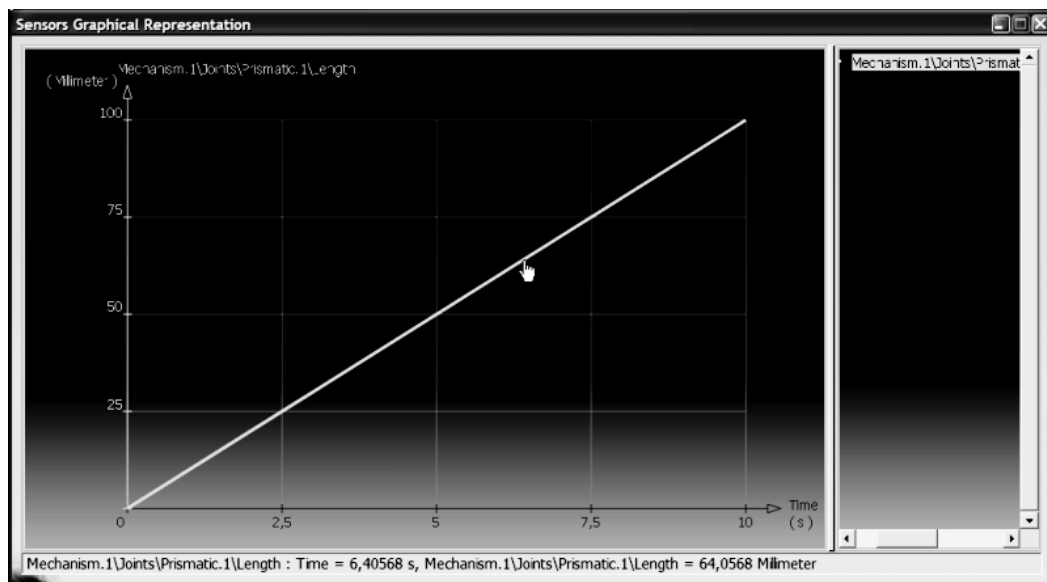 Sensors Graphical Representation
Mechanism.1\Joints\Prismatic.1\Length
( Milimeter )
Mechanism.1\Joints\Prismat
100
75
50
25
0
2,5
5
7,5
10
Time
( s )
Mechanism.1\Joints\Prismatic.1\Length : Time = 6,40568 s, Mechanism.1\Joints\Prismatic.1\Length = 64,0568 Milimeter